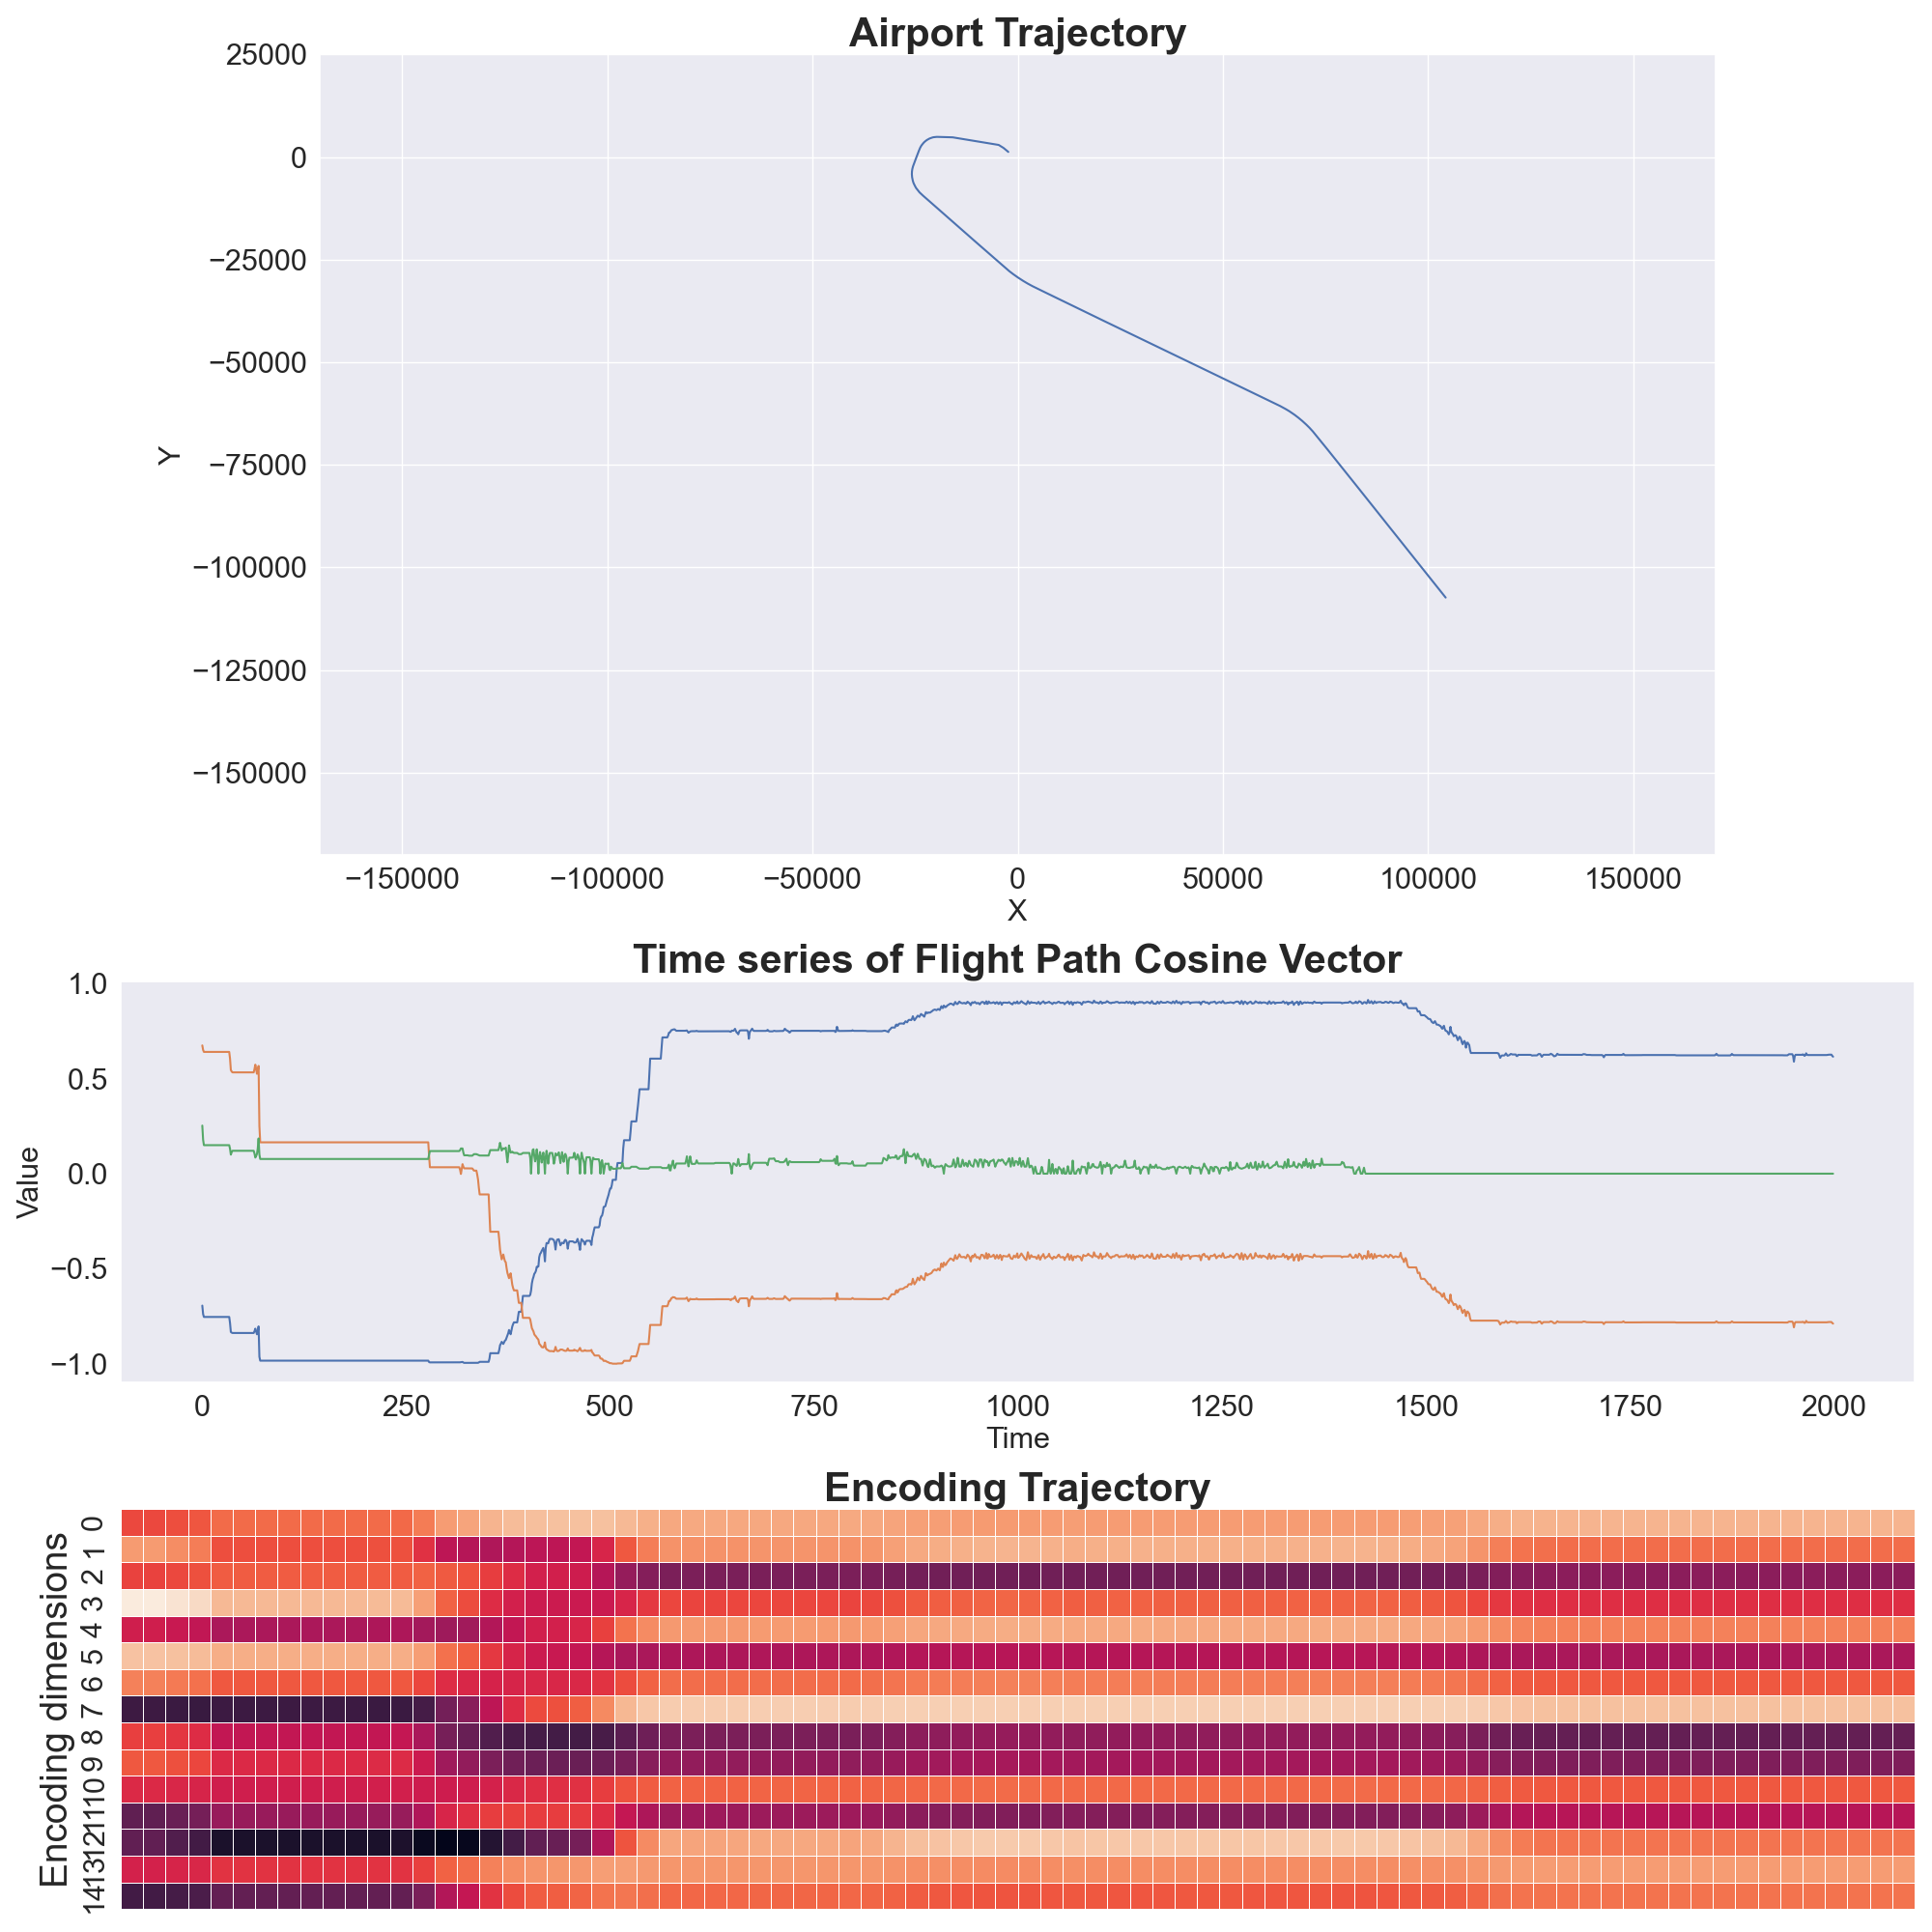 Airport Trajectory
25000
0
−25000
−50000
−75000
−100000
−125000
−150000
Y
−150000 −100000 −50000 0 50000 100000 150000
X
Time series of Flight Path Cosine Vector
1.0
0.5
0.0
−0.5
−1.0
Value
0 250 500 750 1000 1250 1500 1750 2000
Time
Encoding Trajectory
0
1
2
3
4
5
6
7
8
9
10
11
12
13
14
Encoding dimensions